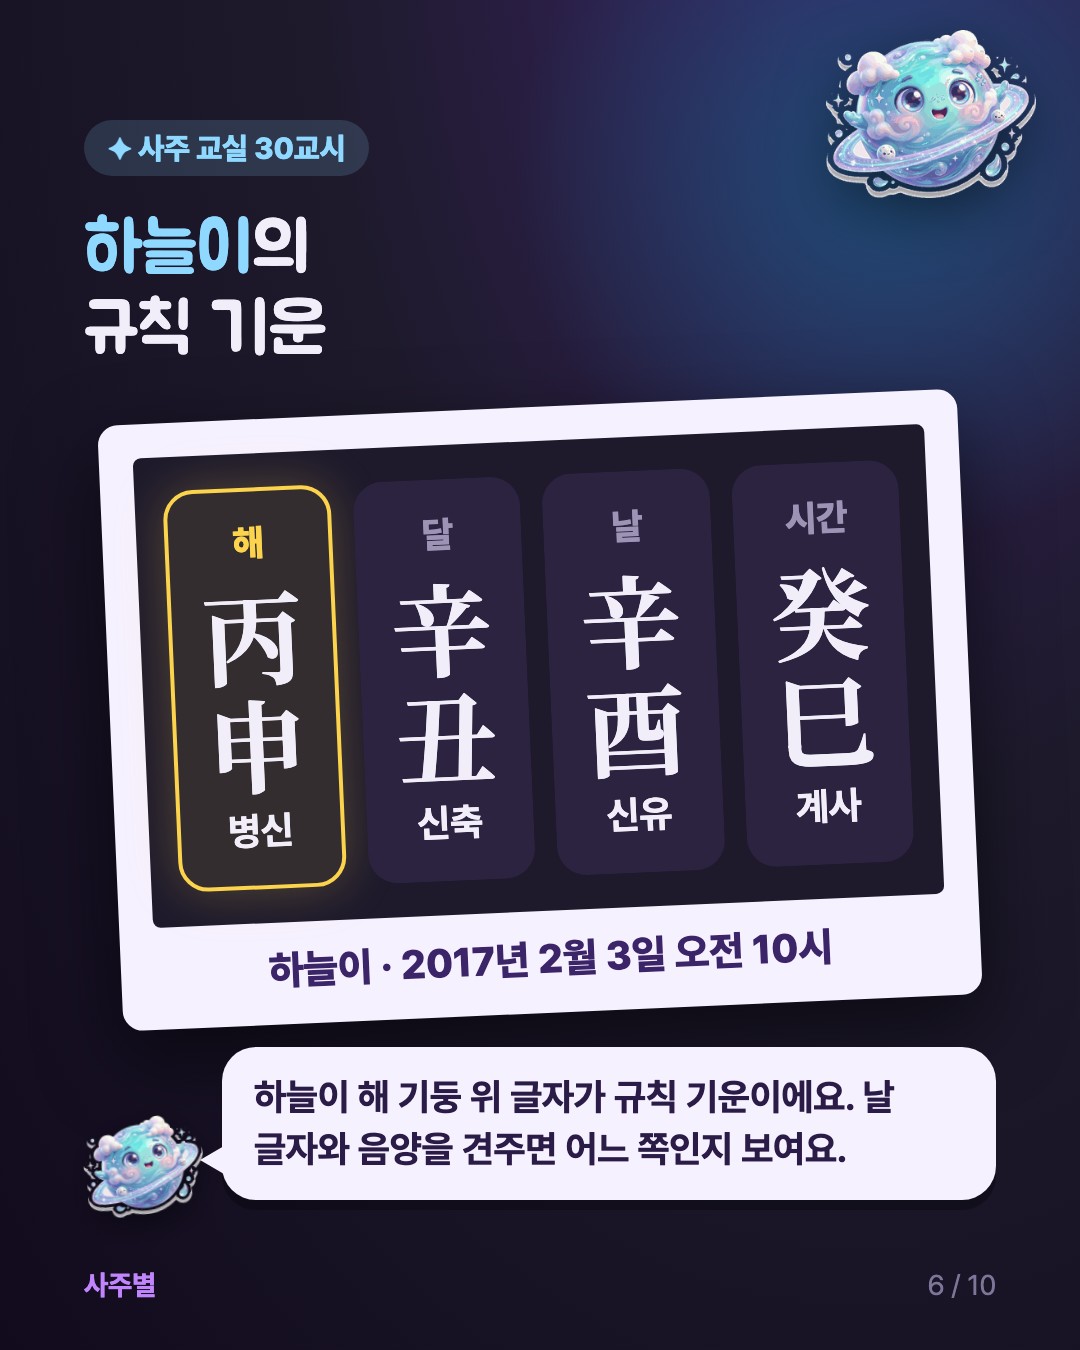 사주 교실 30교시
하늘이의
규칙 기운
해
丙
申
병신
달
辛
丑
신축
날
辛
酉
신유
시간
癸
巳
계사
하늘이 · 2017년 2월 3일 오전 10시
하늘이 해 기둥 위 글자가 규칙 기운이에요. 날
글자와 음양을 견주면 어느 쪽인지 보여요.
사주별
6 / 10